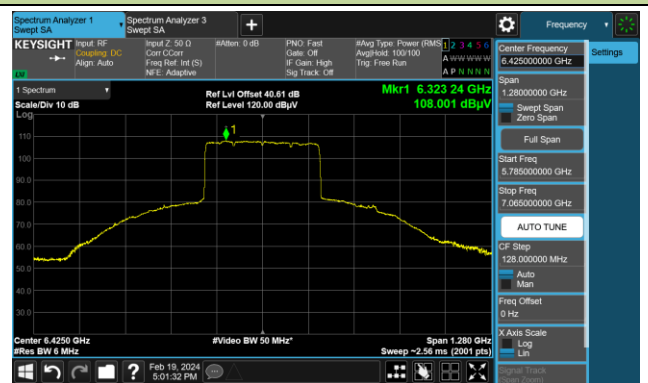 Spectrum Analyzer 1
Swept SA
Spectrum Analyzer 3
Swept SA
Frequency
KEYSIGHT
Input: RF
Coupling: DC
Align: Auto
Input Z: 50 Ω
Corr CCorr
Freq Ref: Int (S)
NFE: Adaptive
#Atten: 0 dB
PNO: Fast
Gate: Off
IF Gain: High
Sig Track: Off
#Avg Type: Power (RMS
Avg|Hold: 100/100
Trig: Free Run
1 2 3 4 5 6
A W W W W W
A P N N N N
LW
1 Spectrum
Scale/Div 10 dB
Log
Ref Lvl Offset 40.61 dB
Ref Level 120.00 dBµV
Mkr1 6.323 24 GHz
108.001 dBµV
1
110
100
90.0
80.0
70.0
60.0
50.0
40.0
30.0
Center 6.4250 GHz
#Res BW 6 MHz
#Video BW 50 MHz*
Span 1.280 GHz
Sweep ~2.56 ms (2001 pts)
Center Frequency
6.425000000 GHz
Settings
Span
1.28000000 GHz
Swept Span
Zero Span
Full Span
Start Freq
5.785000000 GHz
Stop Freq
7.065000000 GHz
AUTO TUNE
CF Step
128.000000 MHz
Auto
Man
Freq Offset
0 Hz
X Axis Scale
Log
Lin
Signal Track
(Span Zoom)
Feb 19, 2024
5:01:32 PM